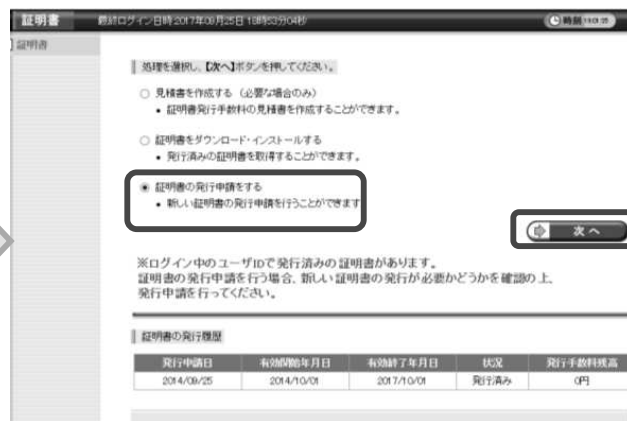 証明書 最終ログイン日時:2017年09月25日 18時53分04秒 時刻
証明書
処理を選択し、【次へ】ボタンを押してください。
見積書を作成する（必要な場合のみ）
• 証明書発行手数料の見積書を作成することができます。
証明書をダウンロード・インストールする
• 発行済みの証明書を取得することができます。
証明書の発行申請をする
• 新しい証明書の発行申請を行うことができます
次へ
※ログイン中のユーザIDで発行済みの証明書があります。
証明書の発行申請を行う場合、新しい証明書の発行が必要かどうかを確認の上、
発行申請を行ってください。
証明書の発行履歴
発行申請日 有効開始年月日 有効終了年月日 状況 発行手数料残高
2014/09/25 2014/10/01 2017/10/01 発行済み 0円